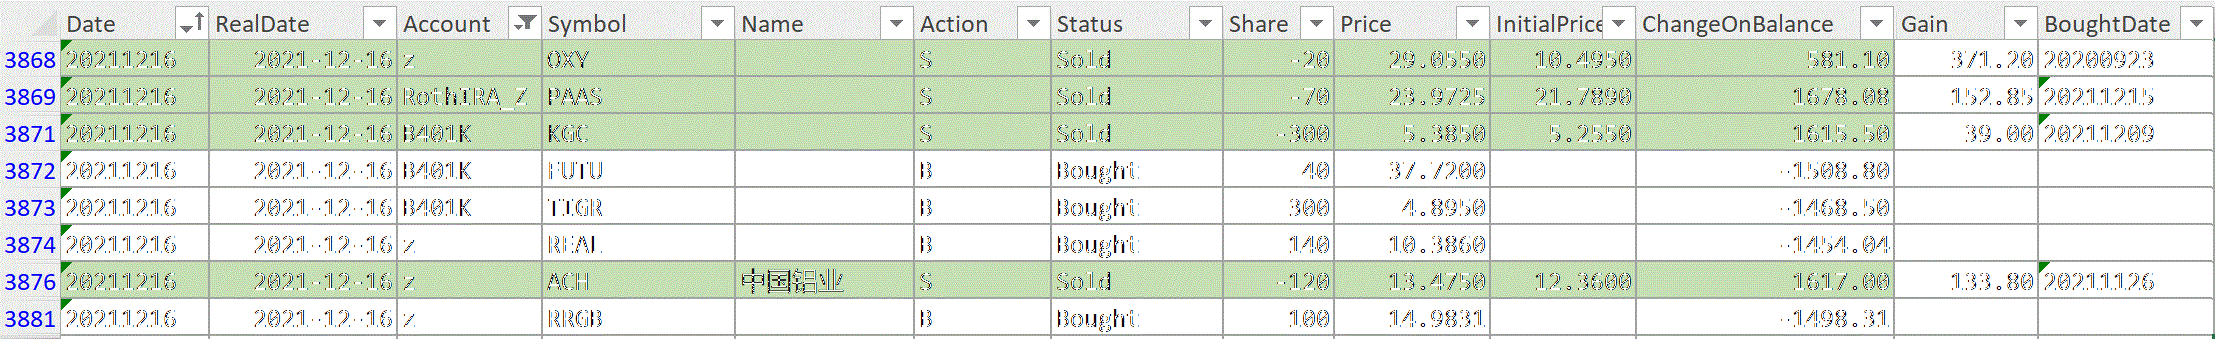 Date RealDate Account Symbol Name Action Status Share Price InitialPrice ChangeOnBalance Gain BoughtDate
3868 20211216 2021-12-16 z OXY S Sold -20 29.0550 10.4950 581.10 371.20 20200923
3869 20211216 2021-12-16 RothIRA_Z PAAS S Sold -70 23.9725 21.7890 1678.08 152.85 20211215
3871 20211216 2021-12-16 B401K KGC S Sold -300 5.3850 5.2550 1615.50 39.00 20211209
3872 20211216 2021-12-16 B401K FUTU B Bought 40 37.7200 -1508.80
3873 20211216 2021-12-16 B401K TIGR B Bought 300 4.8950 -1468.50
3874 20211216 2021-12-16 z REAL B Bought 140 10.3860 -1454.04
3876 20211216 2021-12-16 z ACH 中国铝业 S Sold -120 13.4750 12.3600 1617.00 133.80 20211126
3881 20211216 2021-12-16 z RRGB B Bought 100 14.9831 -1498.31